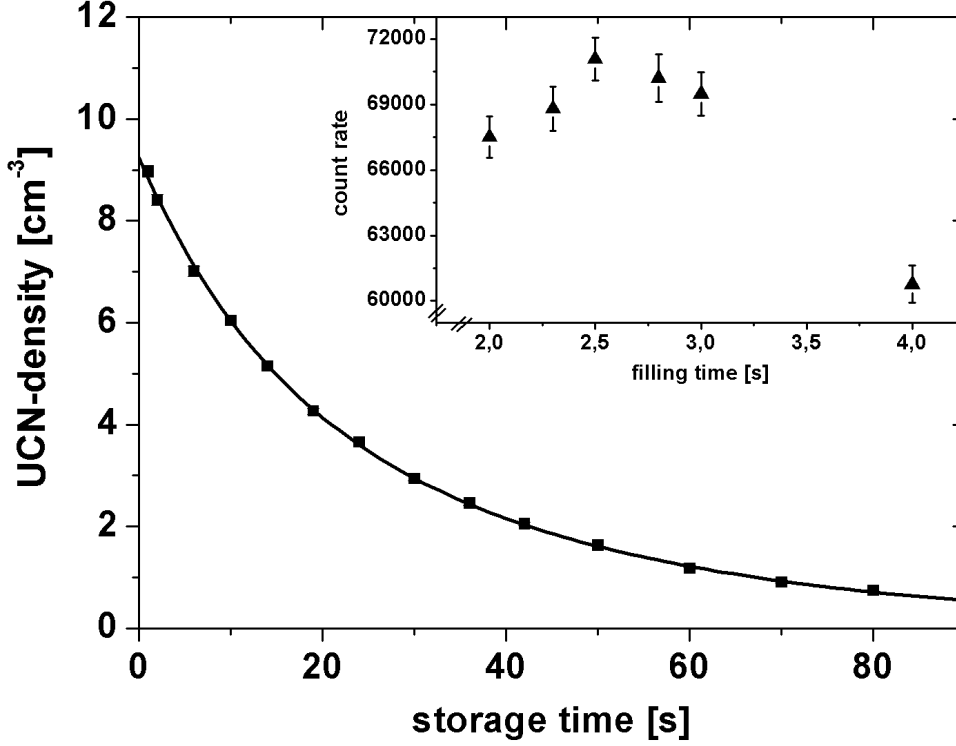 12
10
8
6
4
2
0
UCN-density [cm⁻³]
0 20 40 60 80
storage time [s]
72000
69000
66000
63000
60000
count rate
2,0 2,5 3,0 3,5 4,0
filling time [s]